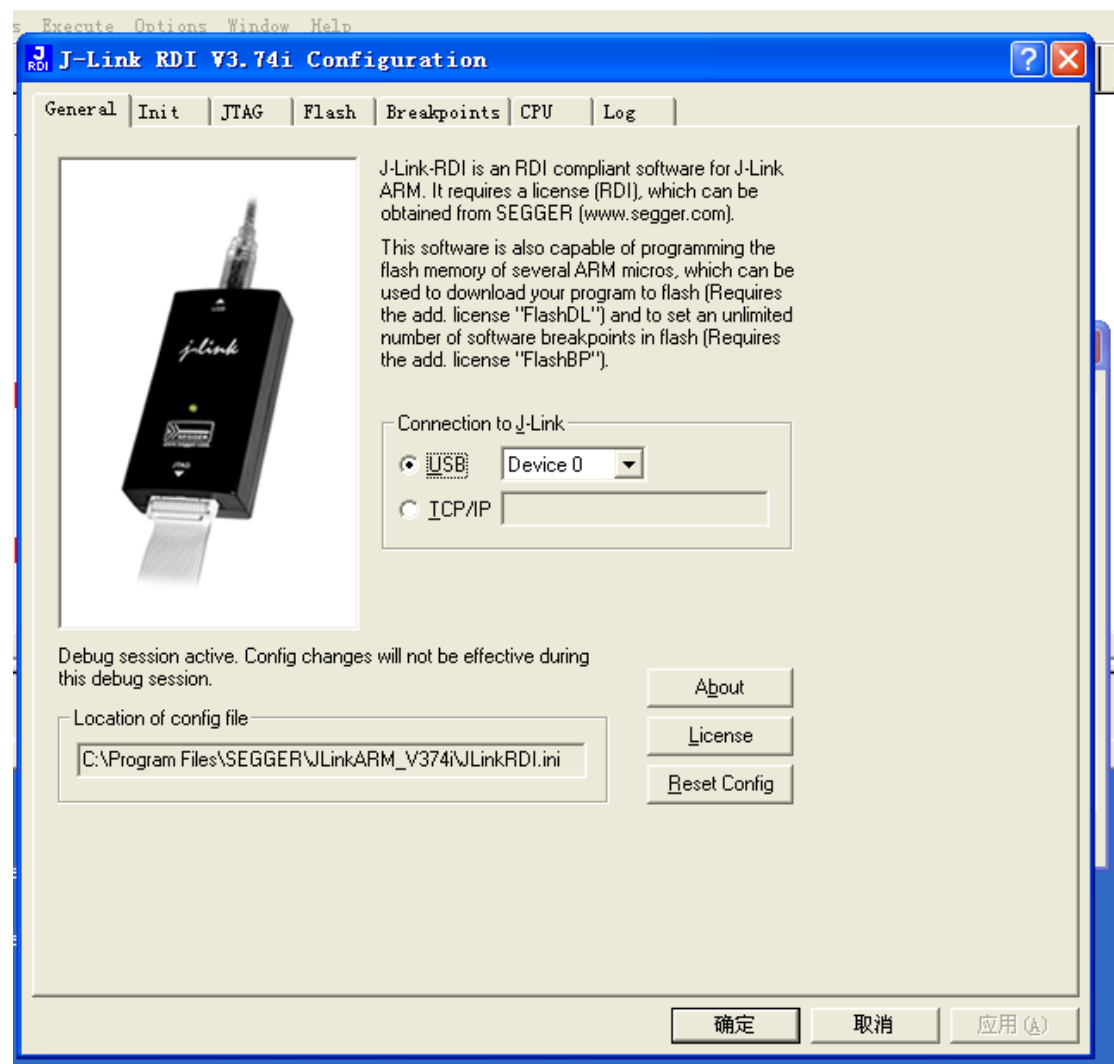 s Execute Options Window Help
J-Link RDI V3.74i Configuration
General Init JTAG Flash Breakpoints CPU Log
J-Link-RDI is an RDI compliant software for J-Link
ARM. It requires a license (RDI), which can be
obtained from SEGGER (www.segger.com).
This software is also capable of programming the
flash memory of several ARM micros, which can be
used to download your program to flash (Requires
the add. license "FlashDL") and to set an unlimited
number of software breakpoints in flash (Requires
the add. license "FlashBP").
USB
j-link
SEGGER
JTAG
Connection to J-Link
USB Device 0
TCP/IP
Debug session active. Config changes will not be effective during
this debug session.
Location of config file
C:\Program Files\SEGGER\JLinkARM_V374i\JLinkRDI.ini
About
License
Reset Config
确定 取消 应用(A)